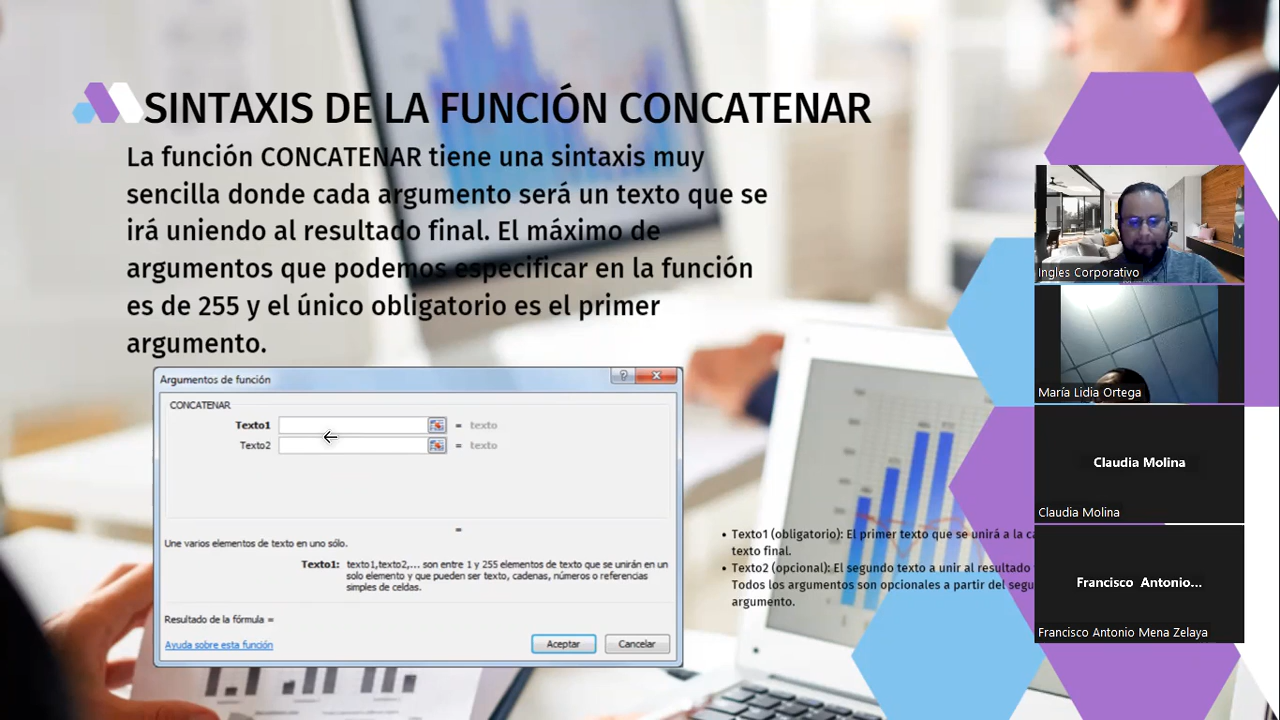 SINTAXIS DE LA FUNCIÓN CONCATENAR
La función CONCATENAR tiene una sintaxis muy
sencilla donde cada argumento será un texto que se
irá uniendo al resultado final. El máximo de
argumentos que podemos especificar en la función
es de 255 y el único obligatorio es el primer
argumento.
Argumentos de función
CONCATENAR
Texto1 = texto
Texto2 = texto
=
Une varios elementos de texto en uno sólo.
Texto1: texto1,texto2,... son entre 1 y 255 elementos de texto que se unirán en un
solo elemento y que pueden ser texto, cadenas, números o referencias
simples de celdas.
Resultado de la fórmula =
Ayuda sobre esta función
Aceptar
Cancelar
• Texto1 (obligatorio): El primer texto que se unirá a la
texto final.
• Texto2 (opcional): El segundo texto a unir al resultado
Todos los argumentos son opcionales a partir del
argumento.
Ingles Corporativo
María Lidia Ortega
Claudia Molina
Claudia Molina
Francisco Antonio...
Francisco Antonio Mena Zelaya